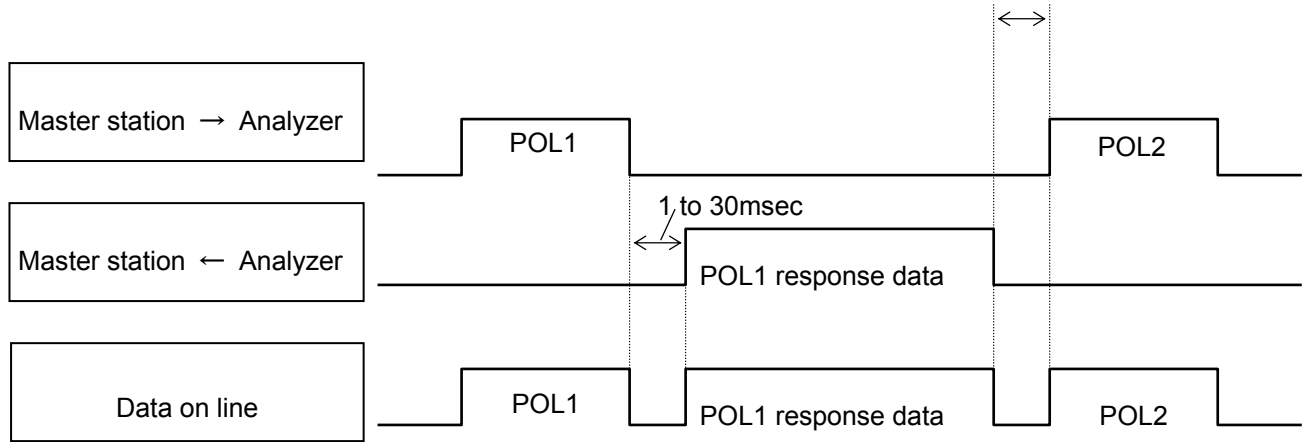 Master station → Analyzer
POL1
POL2
1 to 30msec
Master station ← Analyzer
POL1 response data
Data on line
POL1
POL1 response data
POL2